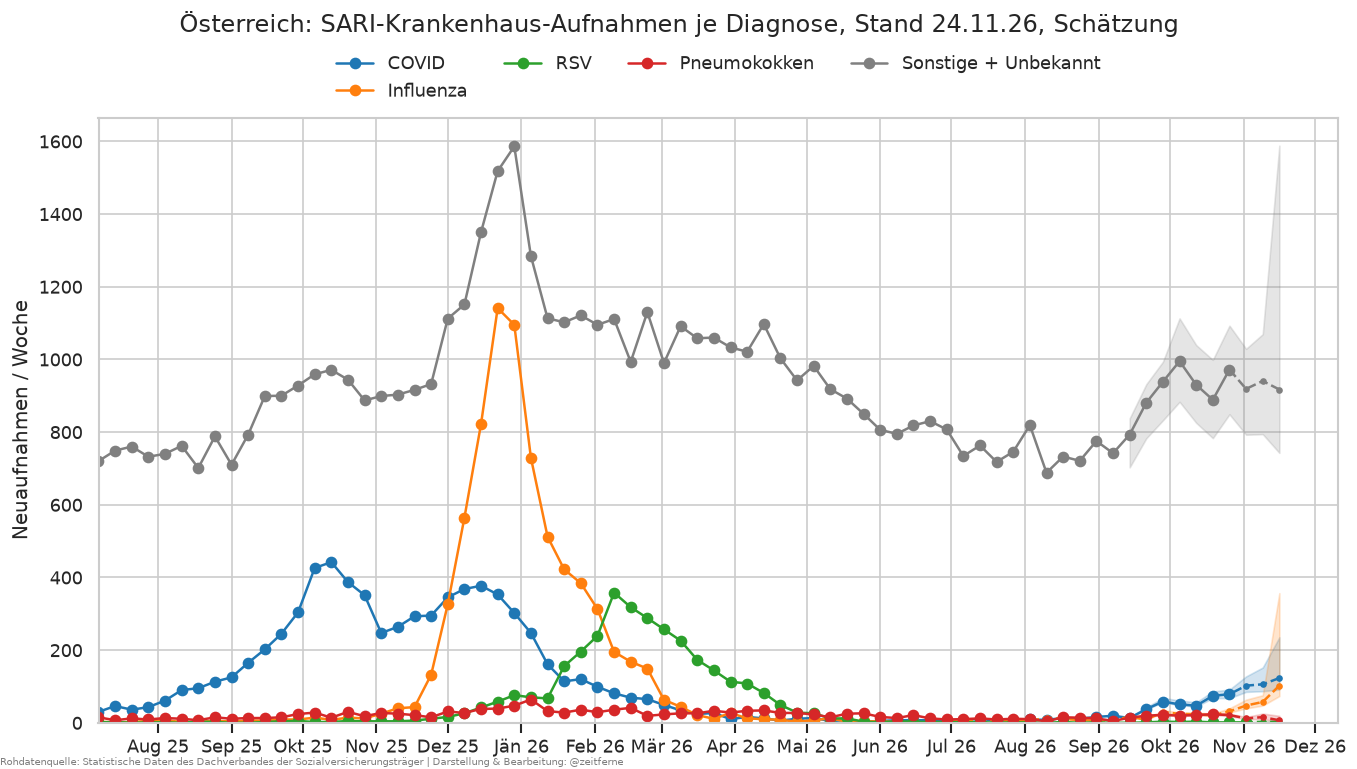 Österreich: SARI-Krankenhaus-Aufnahmen je Diagnose, Stand 24.11.26, Schätzung
COVID RSV Pneumokokken Sonstige + Unbekannt
Influenza
Neuaufnahmen / Woche
1600
1400
1200
1000
800
600
400
200
0
Aug 25 Sep 25 Okt 25 Nov 25 Dez 25 Jän 26 Feb 26 Mär 26 Apr 26 Mai 26 Jun 26 Jul 26 Aug 26 Sep 26 Okt 26 Nov 26 Dez 26
Rohdatenquelle: Statistische Daten des Dachverbandes der Sozialversicherungsträger | Darstellung & Bearbeitung: @zeitferne